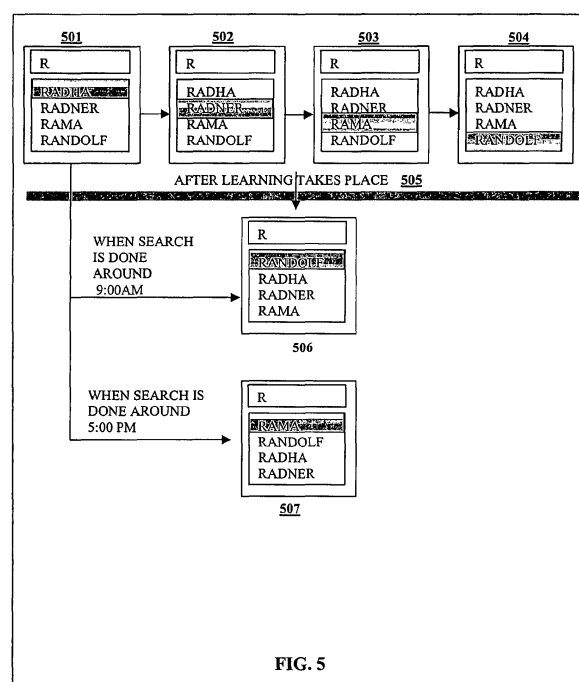 501 502 503 504
R R R R
RADHA RADHA RADHA RADHA
RADNER RADNER RADNER RADNER
RAMA RAMA RAMA RAMA
RANDOLF RANDOLF RANDOLF RANDOLF
AFTER LEARNING TAKES PLACE 505
WHEN SEARCH
IS DONE
AROUND
9:00AM
R
RANDOLF
RADHA
RADNER
RAMA
506
WHEN SEARCH IS
DONE AROUND
5:00 PM
R
RAMA
RANDOLF
RADHA
RADNER
507
FIG. 5